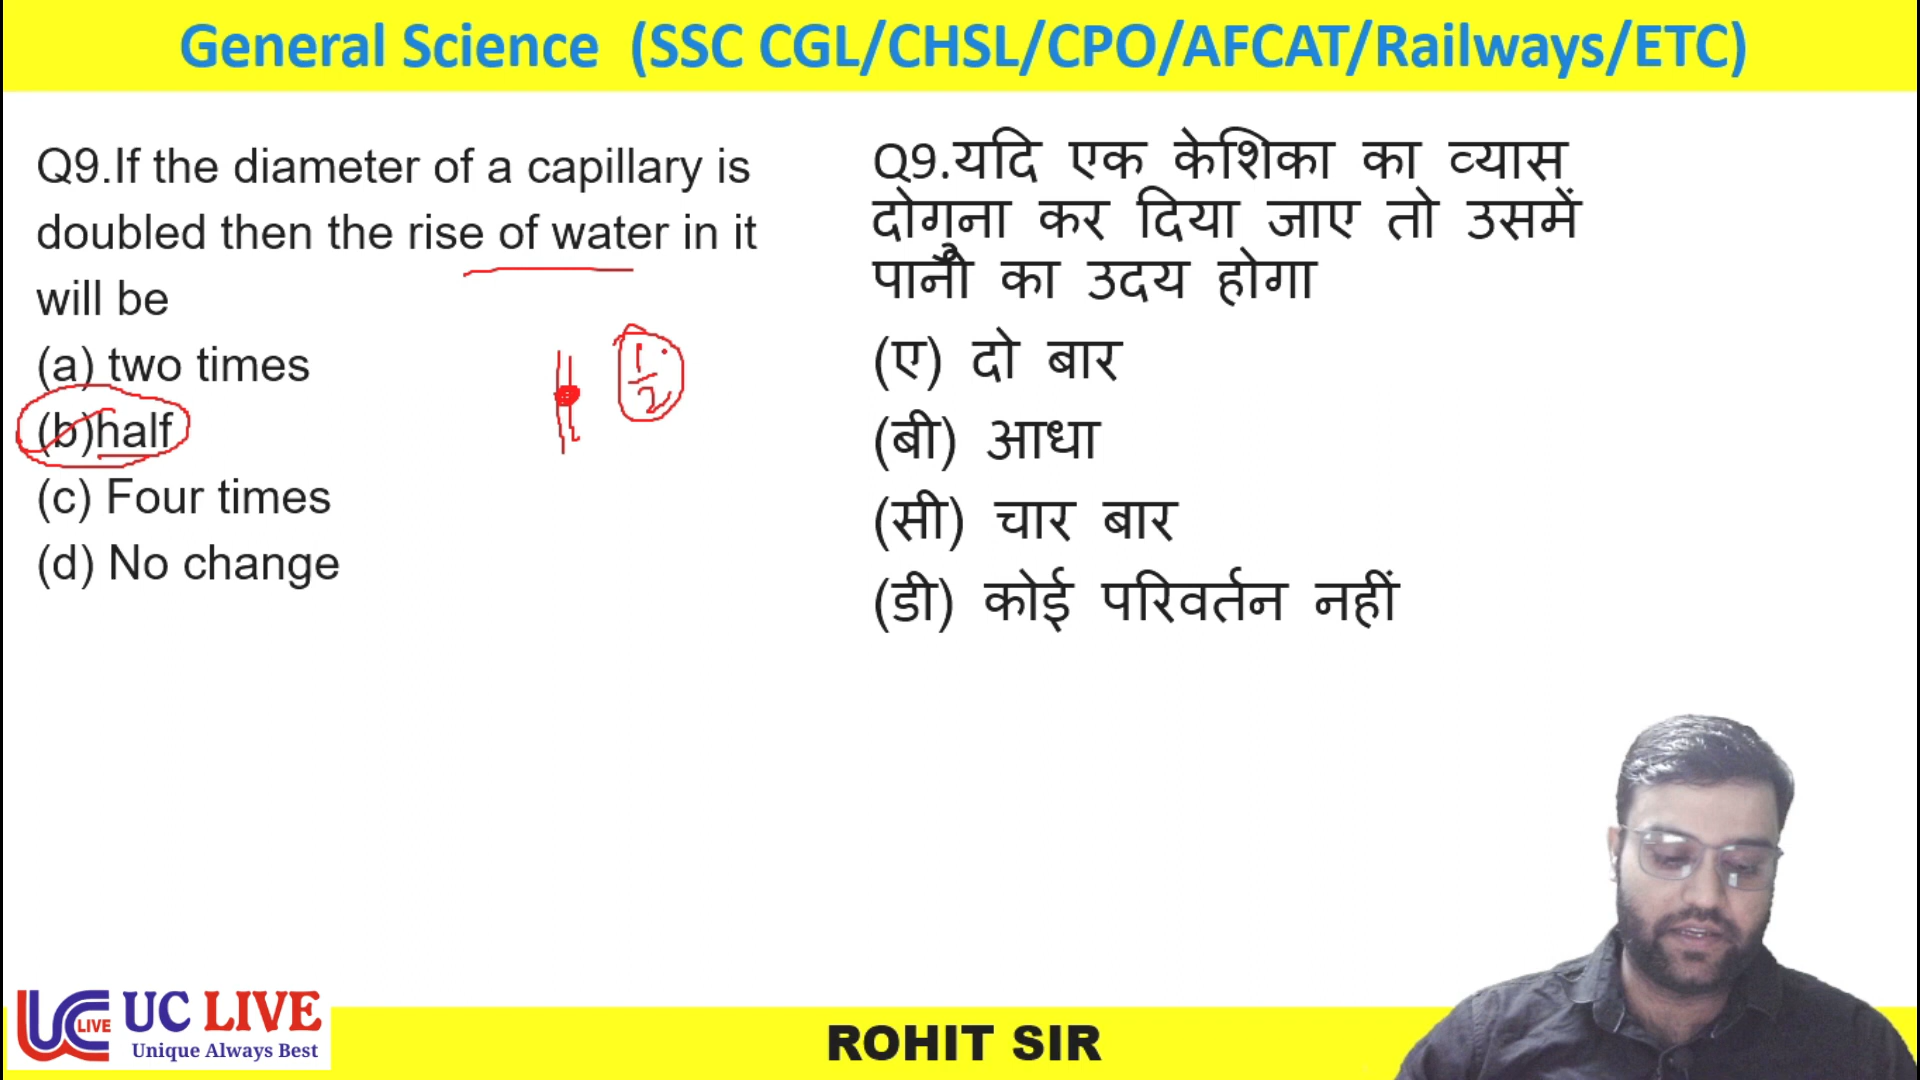 General Science (SSC CGL/CHSL/CPO/AFCAT/Railways/ETC)
Q9.If the diameter of a capillary is
doubled then the rise of water in it
will be
(a) two times
(b)half
(c) Four times
(d) No change
1/2
Q9.यदि एक केशिका का व्यास
दोगुना कर दिया जाए तो उसमें
पानी का उदय होगा
(ए) दो बार
(बी) आधा
(सी) चार बार
(डी) कोई परिवर्तन नहीं
UC LIVE
LIVE
Unique Always Best
ROHIT SIR